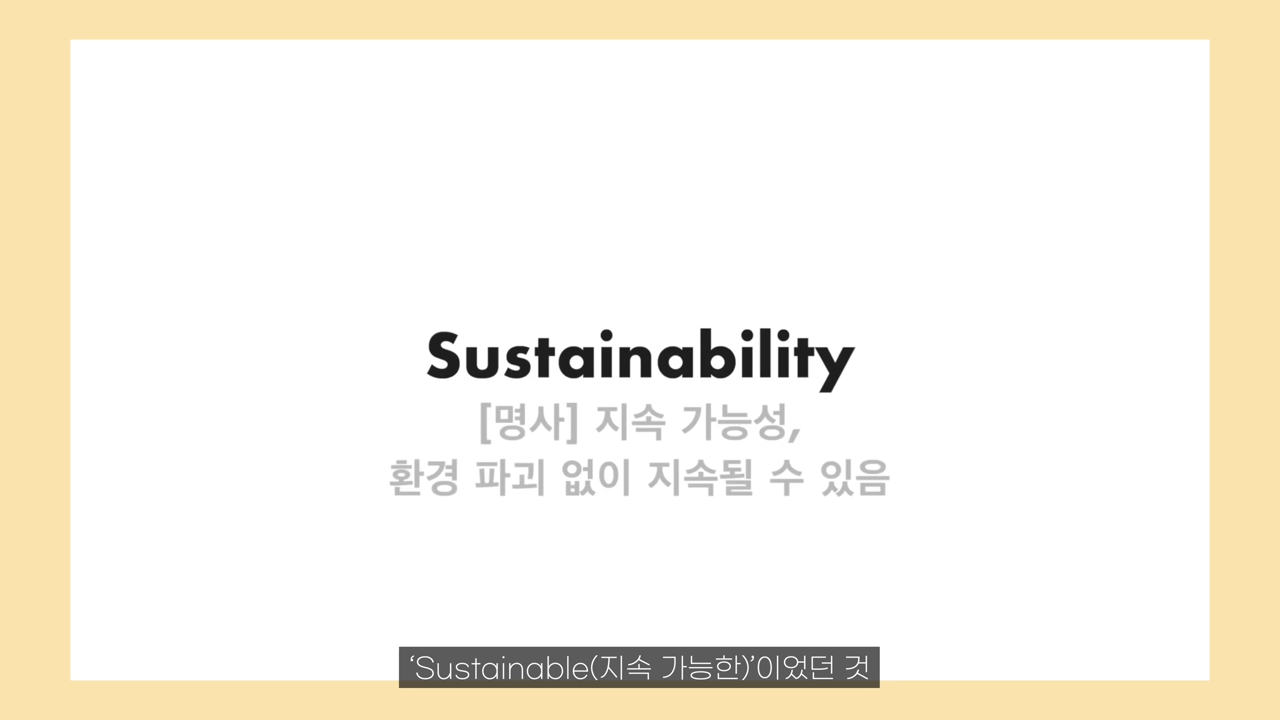 Sustainability
[명사] 지속 가능성,
환경 파괴 없이 지속될 수 있음
‘Sustainable(지속 가능한)’이었던 것